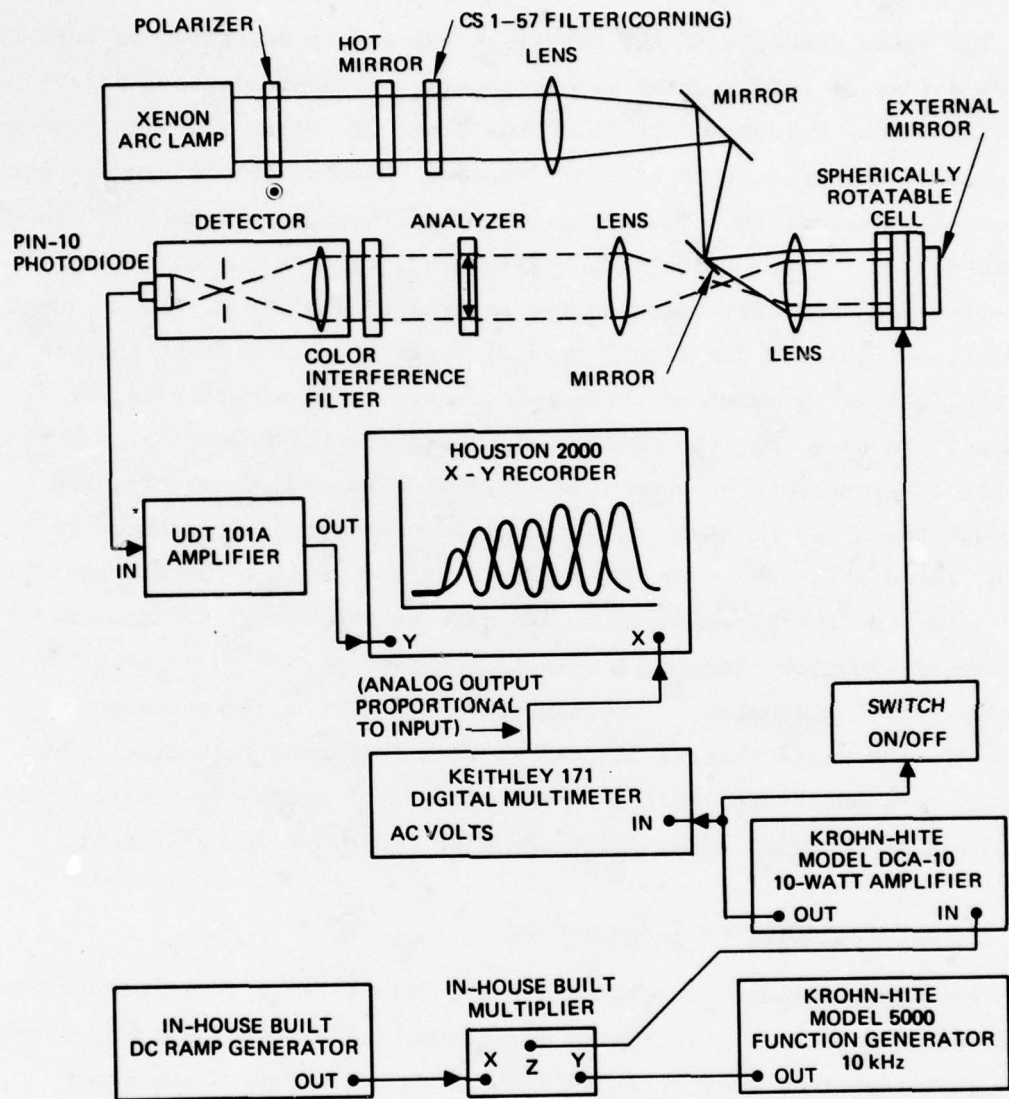 POLARIZER
HOT
MIRROR
CS 1-57 FILTER(CORNING)
LENS
MIRROR
EXTERNAL
MIRROR
XENON
ARC LAMP
SPHERICALLY
ROTATABLE
CELL
PIN-10
PHOTODIODE
DETECTOR
ANALYZER
LENS
COLOR
INTERFERENCE
FILTER
MIRROR
LENS
HOUSTON 2000
X - Y RECORDER
UDT 101A
AMPLIFIER
IN
OUT
Y
X
(ANALOG OUTPUT
PROPORTIONAL
TO INPUT)
SWITCH
ON/OFF
KEITHLEY 171
DIGITAL MULTIMETER
AC VOLTS
IN
KROHN-HITE
MODEL DCA-10
10-WATT AMPLIFIER
OUT
IN
IN-HOUSE BUILT
DC RAMP GENERATOR
OUT
IN-HOUSE BUILT
MULTIPLIER
X
Z
Y
KROHN-HITE
MODEL 5000
FUNCTION GENERATOR
10 kHz
OUT